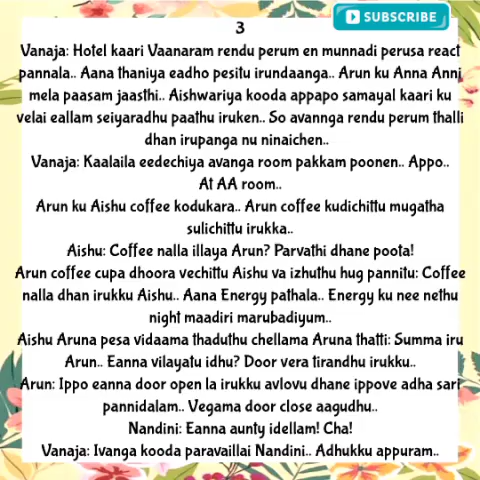 SUBSCRIBE
3
Vanaja: Hotel kaari Vaanaram rendu perum en munnadi perusa react
pannala.. Aana thaniya eadho pesitu irundaanga.. Arun ku Anna Anni
mela paasam jaasthi.. Aishwariya kooda appapo samayal kaari ku
velai eallam seiyaradhu paathu iruken.. So avannga rendu perum thalli
dhan irupanga nu ninaichen..
Vanaja: Kaalaila eedechiya avanga room pakkam poonen.. Appo..
At AA room..
Arun ku Aishu coffee kodukara.. Arun coffee kudichittu mugatha
sulichittu irukka..
Aishu: Coffee nalla illaya Arun? Parvathi dhane poota!
Arun coffee cupa dhoora vechittu Aishu va izhuthu hug pannitu: Coffee
nalla dhan irukku Aishu.. Aana Energy pathala.. Energy ku nee nethu
night maadiri marubadiyum..
Aishu Aruna pesa vidaama thaduthu chellama Aruna thatti: Summa iru
Arun.. Eanna vilayatu idhu? Door vera tirandhu irukku..
Arun: Ippo eanna door open la irukku avlovu dhane ippove adha sari
pannidalam.. Vegama door close aagudhu..
Nandini: Eanna aunty idellam! Cha!
Vanaja: Ivanga kooda paravaillai Nandini.. Adhukku appuram..